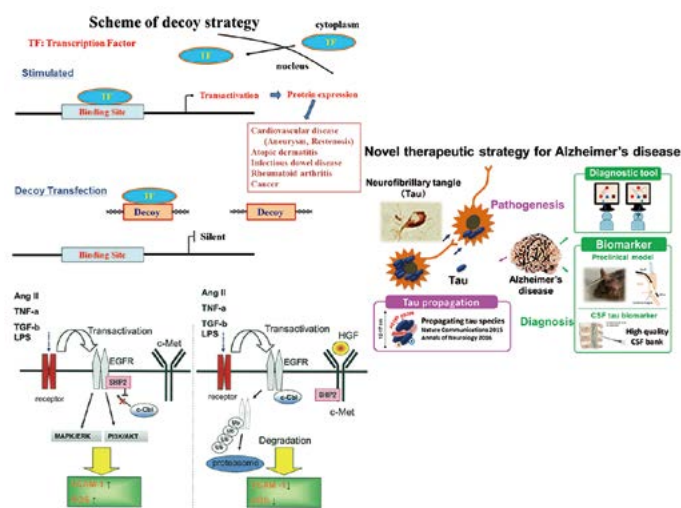 Scheme of decoy strategy
cytoplasm
TF: Transcription Factor
TF
TF
nucleus
Stimulated
TF
Binding Site
Transactivation
Protein expression
Cardiovascular disease
(Aneurysm, Restenosis)
Atopic dermatitis
Infectious dowel disease
Rheumatoid arthritis
Cancer
Decoy Transfection
TF
Decoy
Decoy
Silent
Binding Site
Ang II
TNF-a
TGF-b
LPS
Transactivation
c-Met
EGFR
SHP2
c-Cbl
receptor
MAPK/ERK
PI3K/AKT
Ang II
TNF-a
TGF-b
LPS
Transactivation
HGF
EGFR
c-Cbl
SHP2
c-Met
receptor
Degradation
proteasome
Novel therapeutic strategy for Alzheimer's disease
Neurofibrillary tangle
(Tau)
Pathogenesis
Tau
Alzheimer's
disease
Diagnostic tool
Biomarker
Preclinical model
CSF tau biomarker
High quality
CSF bank
Diagnosis
Tau propagation
Propagating tau species
Nature Communications 2015
Annals of Neurology 2016